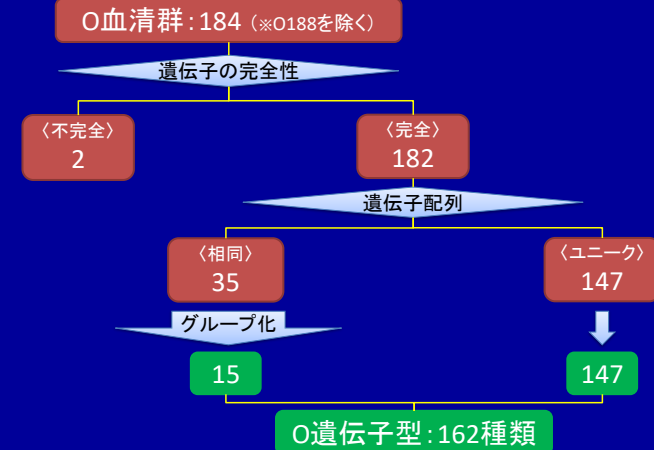 O血清群:184 (※O188を除く)
遺伝子の完全性
〈不完全〉
2
〈完全〉
182
遺伝子配列
〈相同〉
35
〈ユニーク〉
147
グループ化
15
147
O遺伝子型:162種類